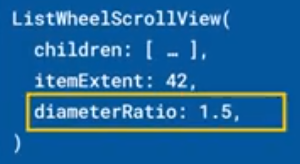 ListWheelScrollView(
children: [ … ],
itemExtent: 42,
diameterRatio: 1.5,
)